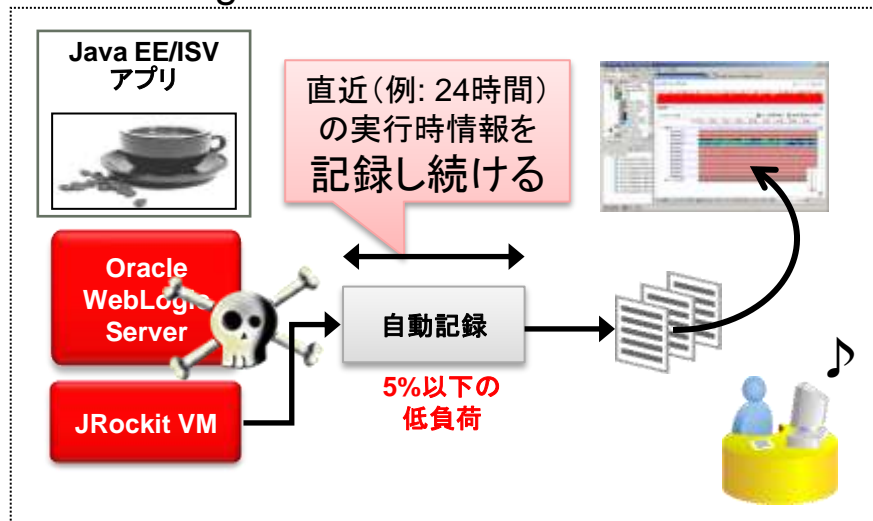 Java EE/ISV
アプリ
直近(例: 24時間)
の実行時情報を
記録し続ける
Oracle
WebLogic
Server
自動記録
5%以下の
低負荷
JRockit VM